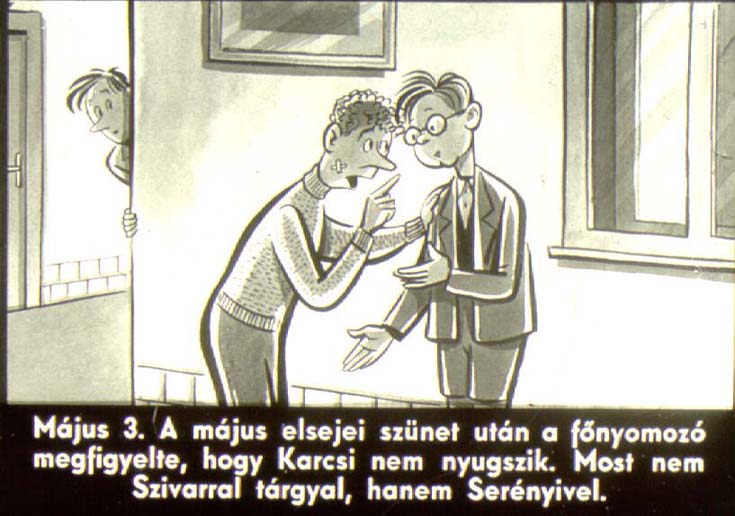 Május 3. A május elsejei szünet után a főnyomozó
megfigyelte, hogy Karcsi nem nyugszik. Most nem
Szivarral tárgyal, hanem Serényivel.